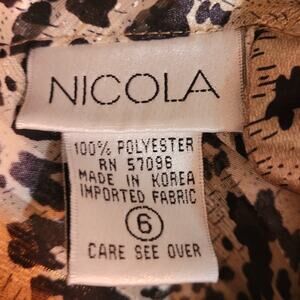 NICOLA
100% POLYESTER
RN 57096
MADE IN KOREA
IMPORTED FABRIC
6
CARE SEE OVER